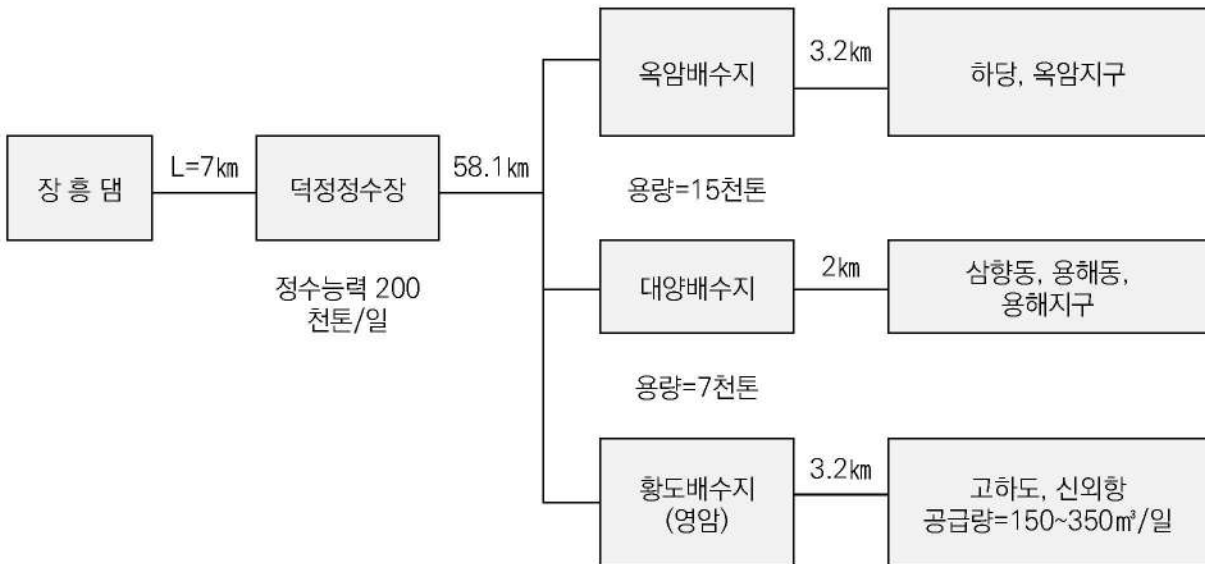 옥암배수지
3.2㎞
하당, 옥암지구
장 흥 댐
L=7㎞
덕정정수장
58.1㎞
용량=15천톤
정수능력 200
천톤/일
대양배수지
2㎞
삼향동, 용해동,
용해지구
용량=7천톤
황도배수지
(영암)
3.2㎞
고하도, 신외항
공급량=150~350㎥/일